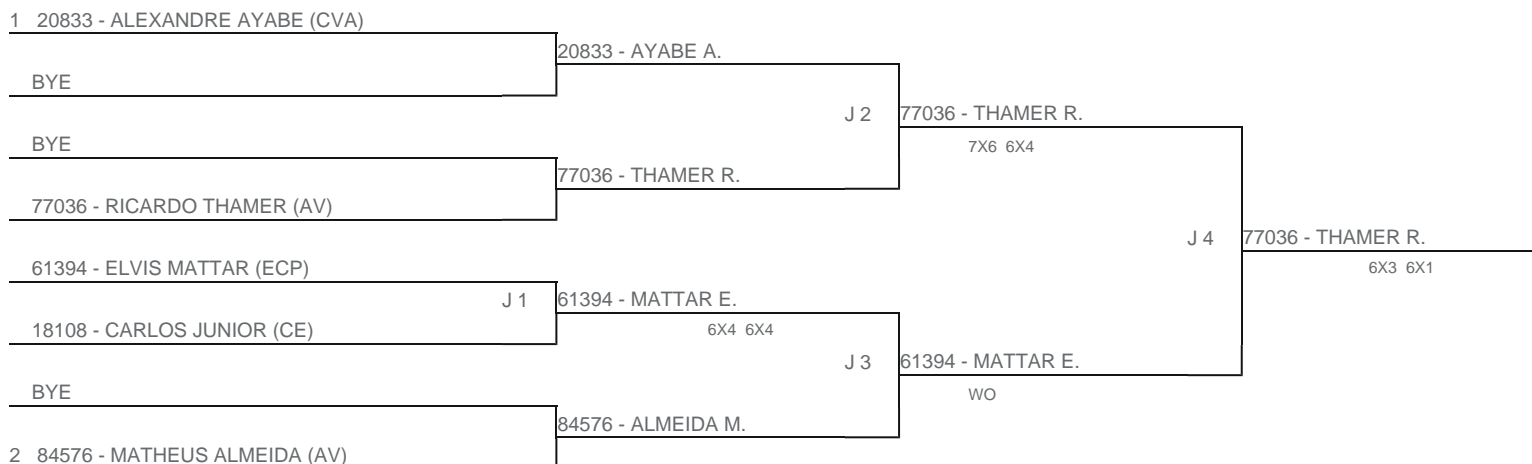 1 20833 - ALEXANDRE AYABE (CVA)
20833 - AYABE A.
BYE
J 2
77036 - THAMER R.
BYE
7X6 6X4
77036 - THAMER R.
77036 - RICARDO THAMER (AV)
J 4
77036 - THAMER R.
61394 - ELVIS MATTAR (ECP)
6X3 6X1
J 1
61394 - MATTAR E.
18108 - CARLOS JUNIOR (CE)
6X4 6X4
J 3
61394 - MATTAR E.
BYE
WO
84576 - ALMEIDA M.
2 84576 - MATHEUS ALMEIDA (AV)